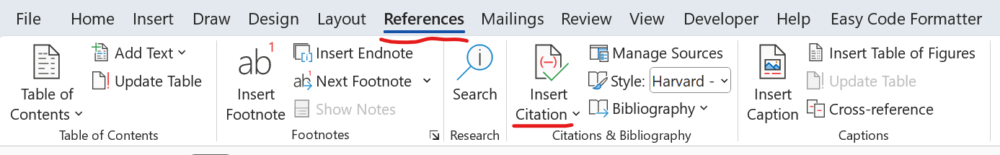 File Home Insert Draw Design Layout References Mailings Review View Developer Help Easy Code Formatter
Table of
Contents
Add Text
Update Table
Table of Contents
ab1
Insert
Footnote
Insert Endnote
Next Footnote
Show Notes
Footnotes
Search
Research
Insert
Citation
Manage Sources
Style: Harvard -
Bibliography
Citations & Bibliography
Insert
Caption
Insert Table of Figures
Update Table
Cross-reference
Captions